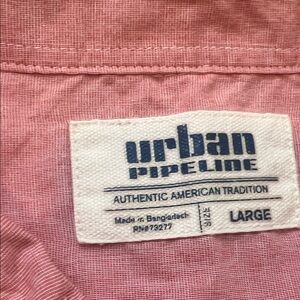 urban
PIPELINE
AUTHENTIC AMERICAN TRADITION
Made in Bangladesh
RN#73277
LARGE